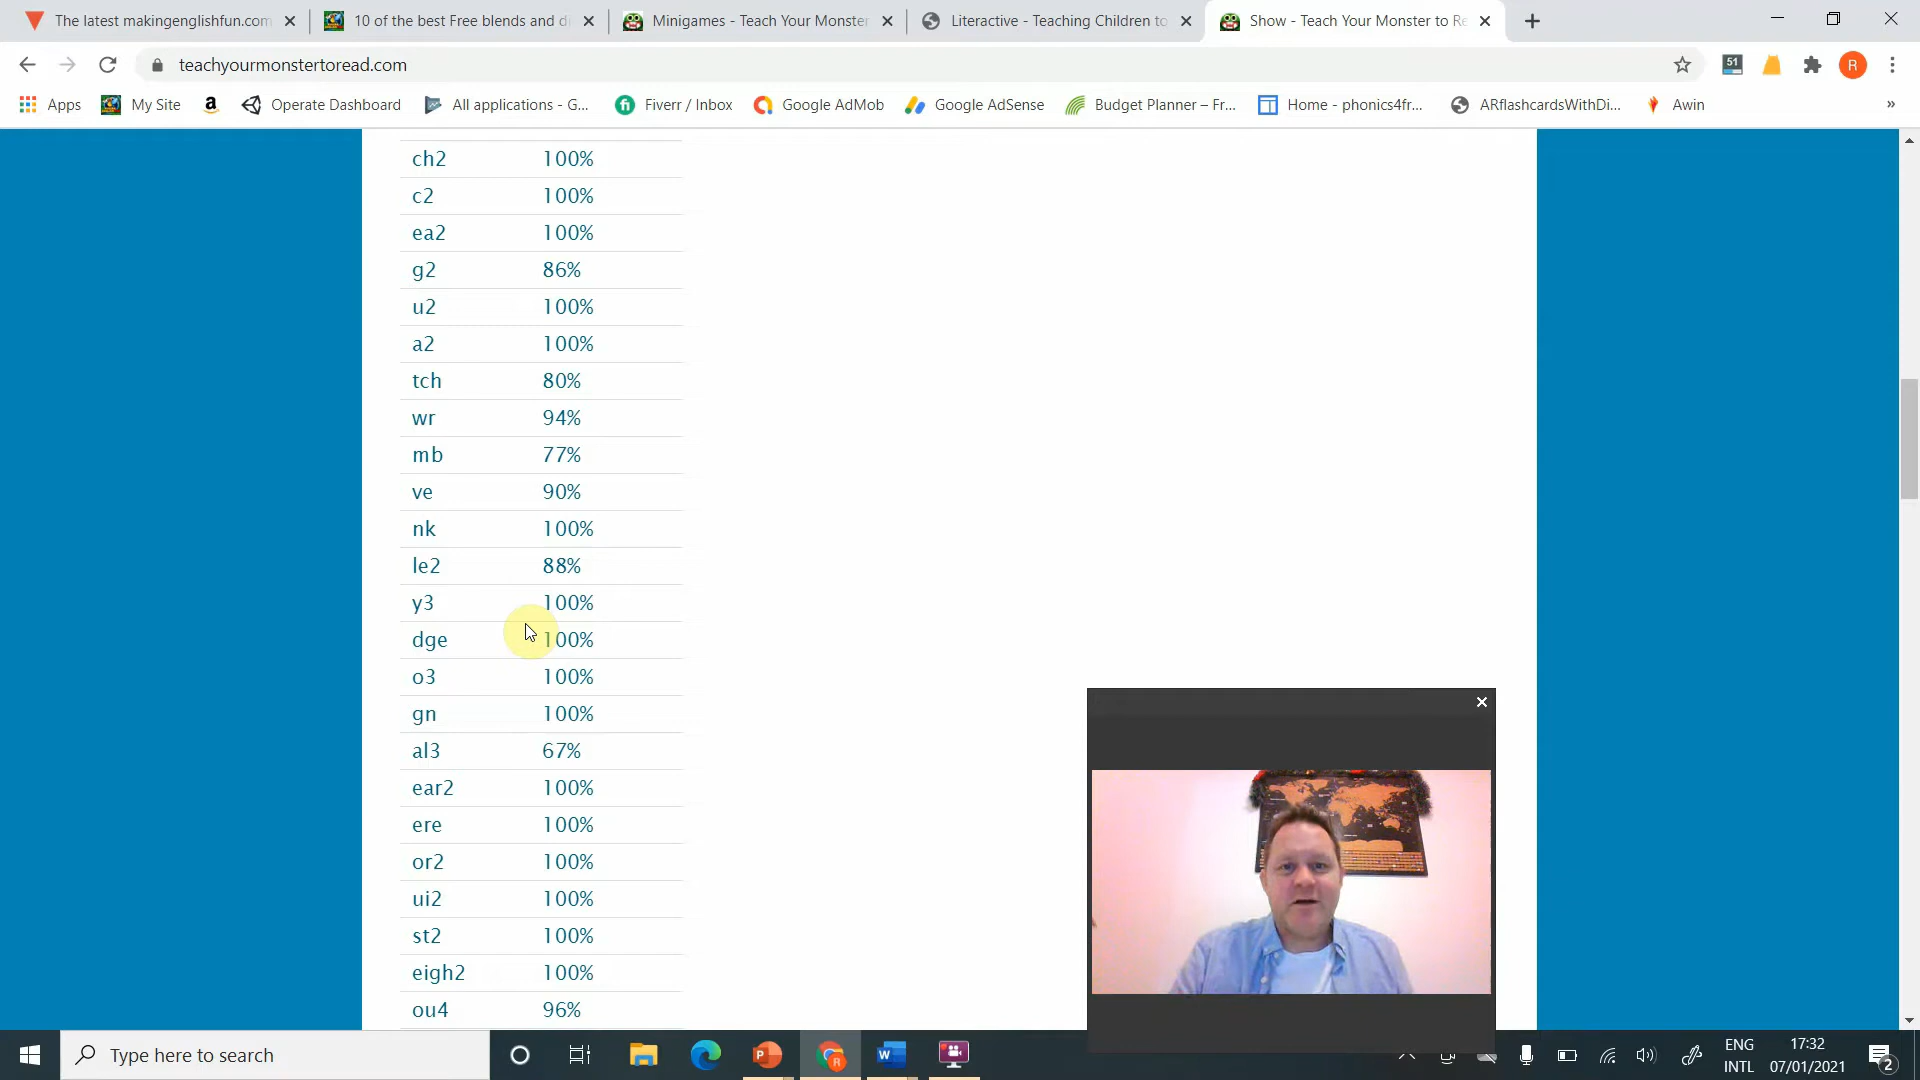 The latest makingenglishfun.com
10 of the best Free blends and di
Minigames - Teach Your Monster
Literactive - Teaching Children to
Show - Teach Your Monster to Re
teachyourmonstertoread.com
51
R
Apps
My Site
Operate Dashboard
All applications - G...
Fiverr / Inbox
Google AdMob
Google AdSense
Budget Planner – Fr...
Home - phonics4fr...
ARflashcardsWithDi...
Awin
»
ch2 100%
c2 100%
ea2 100%
g2 86%
u2 100%
a2 100%
tch 80%
wr 94%
mb 77%
ve 90%
nk 100%
le2 88%
y3 100%
dge 100%
o3 100%
gn 100%
al3 67%
ear2 100%
ere 100%
or2 100%
ui2 100%
st2 100%
eigh2 100%
ou4 96%
Type here to search
ENG
INTL
17:32
07/01/2021
2